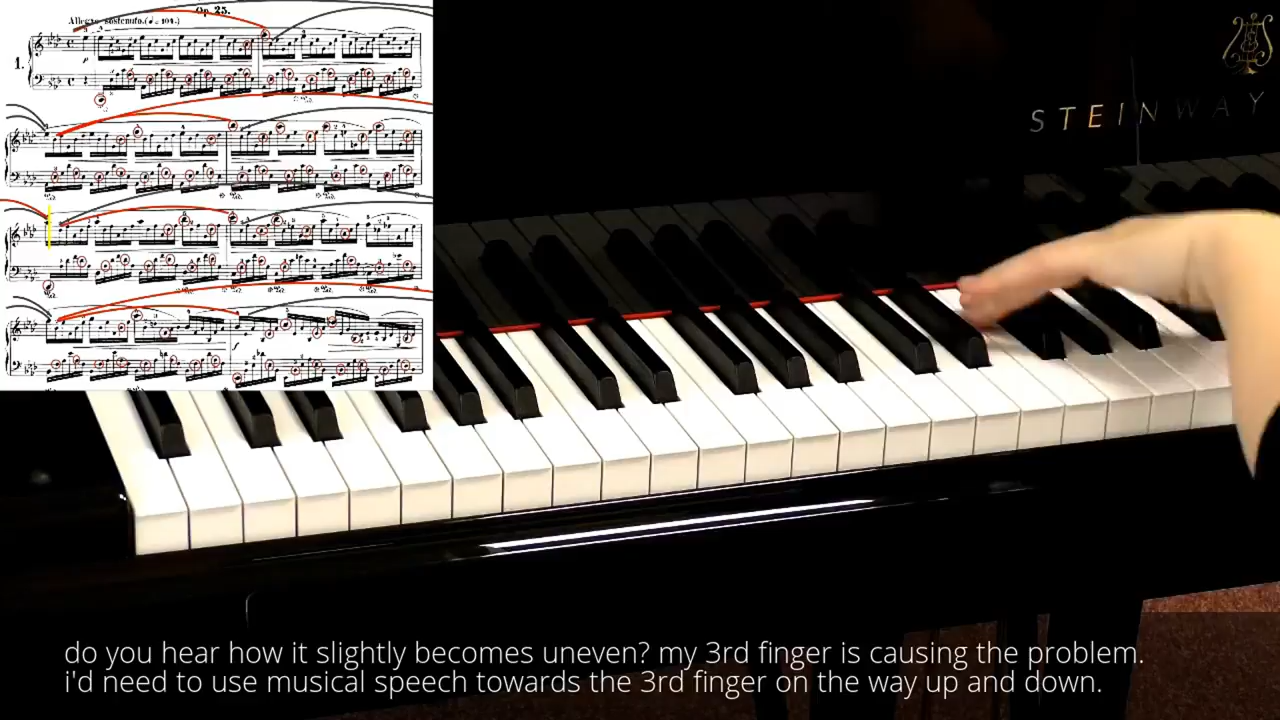 Op. 25.
Allegro sostenuto. (♩ = 104.)
1.
STEINWAY
do you hear how it slightly becomes uneven? my 3rd finger is causing the problem.
i'd need to use musical speech towards the 3rd finger on the way up and down.